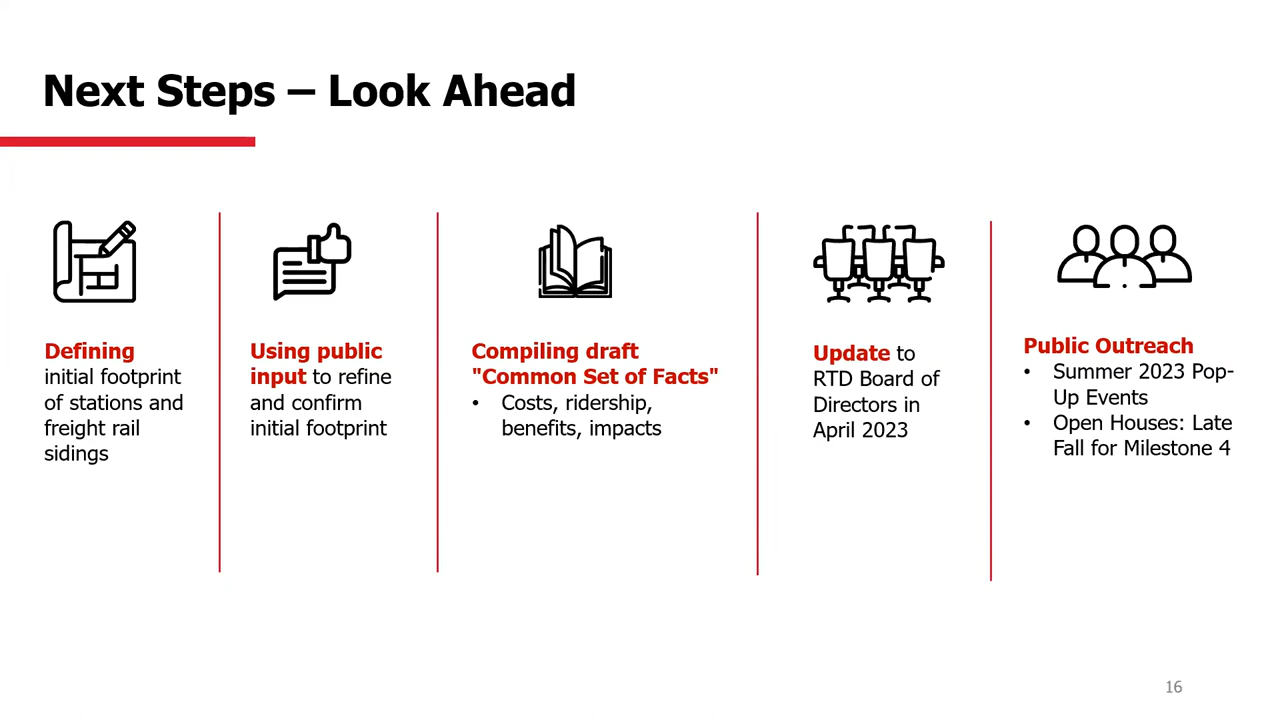 Next Steps – Look Ahead
Defining
initial footprint
of stations and
freight rail
sidings
Using public
input to refine
and confirm
initial footprint
Compiling draft
"Common Set of Facts"
• Costs, ridership,
benefits, impacts
Update to
RTD Board of
Directors in
April 2023
Public Outreach
• Summer 2023 Pop-
Up Events
• Open Houses: Late
Fall for Milestone 4
16